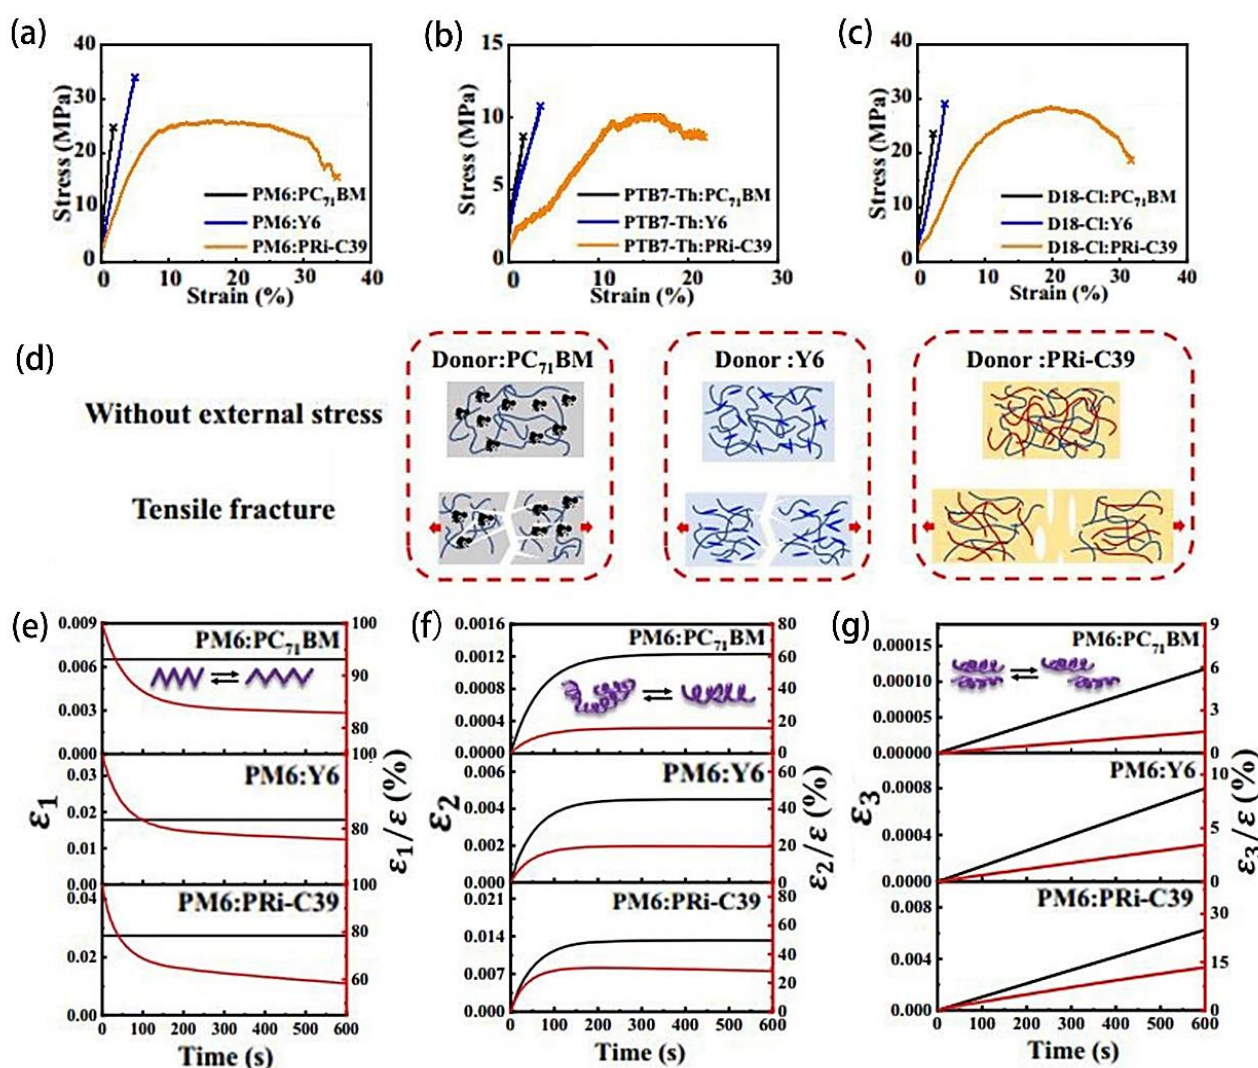 (a)
40
30
20
10
0
Stress (MPa)
PM6:PC₇₁BM
PM6:Y6
PM6:PRi-C39
0 10 20 30 40
Strain (%)
(b)
15
10
5
0
Stress (MPa)
PTB7-Th:PC₇₁BM
PTB7-Th:Y6
PTB7-Th:PRi-C39
0 10 20 30
Strain (%)
(c)
40
30
20
10
0
Stress (MPa)
D18-Cl:PC₇₁BM
D18-Cl:Y6
D18-Cl:PRi-C39
0 10 20 30 40
Strain (%)
(d)
Donor:PC₇₁BM
Donor :Y6
Donor :PRi-C39
Without external stress
Tensile fracture
(e)
0.009
0.006
0.003
0.000
PM6:PC₇₁BM
100
90
80
0.03
0.02
0.01
0.00
PM6:Y6
100
80
0.04
0.02
0.00
PM6:PRi-C39
100
80
60
ε₁
ε₁/ε (%)
0 100 200 300 400 500 600
Time (s)
(f)
0.0016
0.0012
0.0008
0.0004
0.0000
PM6:PC₇₁BM
80
60
40
20
0
0.006
0.004
0.002
0.000
PM6:Y6
60
40
20
0
0.021
0.014
0.007
0.000
PM6:PRi-C39
80
60
40
20
0
ε₂
ε₂/ε (%)
0 100 200 300 400 500 600
Time (s)
(g)
0.00015
0.00010
0.00005
0.00000
PM6:PC₇₁BM
9
6
3
0
0.0008
0.0004
0.0000
PM6:Y6
10
5
0
0.008
0.004
0.000
PM6:PRi-C39
30
15
0
ε₃
ε₃/ε (%)
0 100 200 300 400 500 600
Time (s)